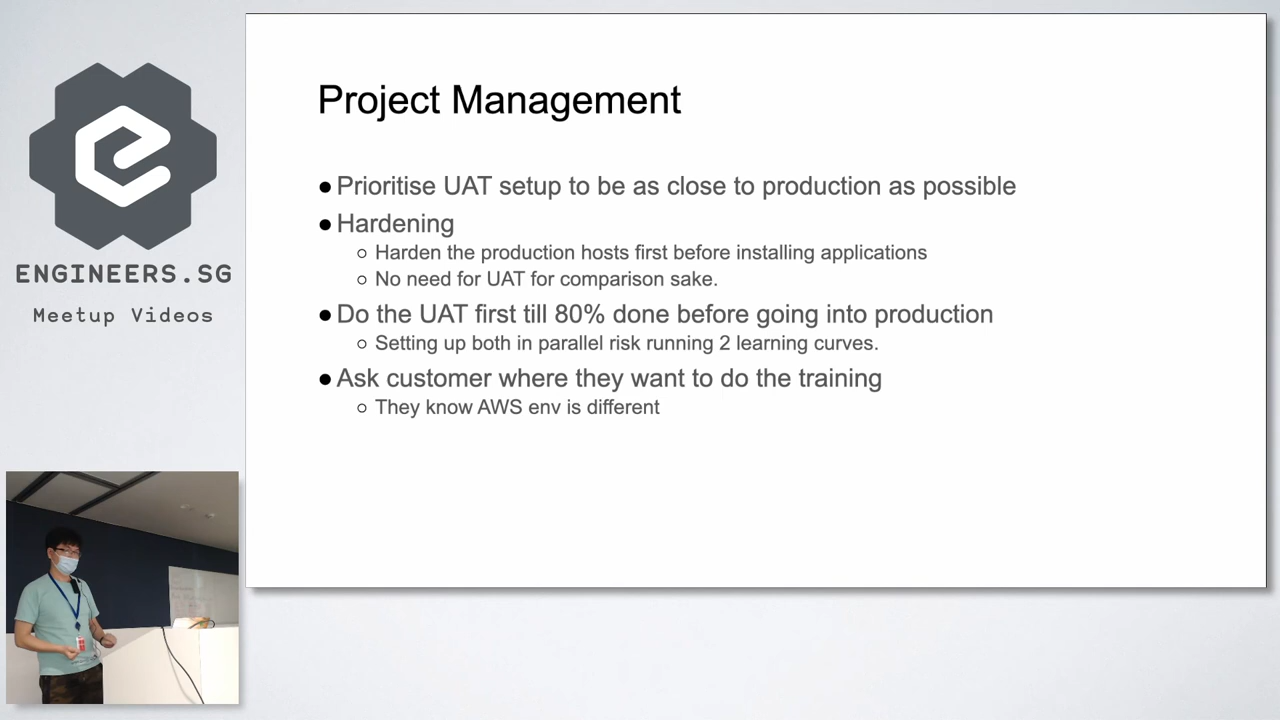 Project Management
● Prioritise UAT setup to be as close to production as possible
● Hardening
○ Harden the production hosts first before installing applications
○ No need for UAT for comparison sake.
● Do the UAT first till 80% done before going into production
○ Setting up both in parallel risk running 2 learning curves.
● Ask customer where they want to do the training
○ They know AWS env is different
ENGINEERS.SG
Meetup Videos